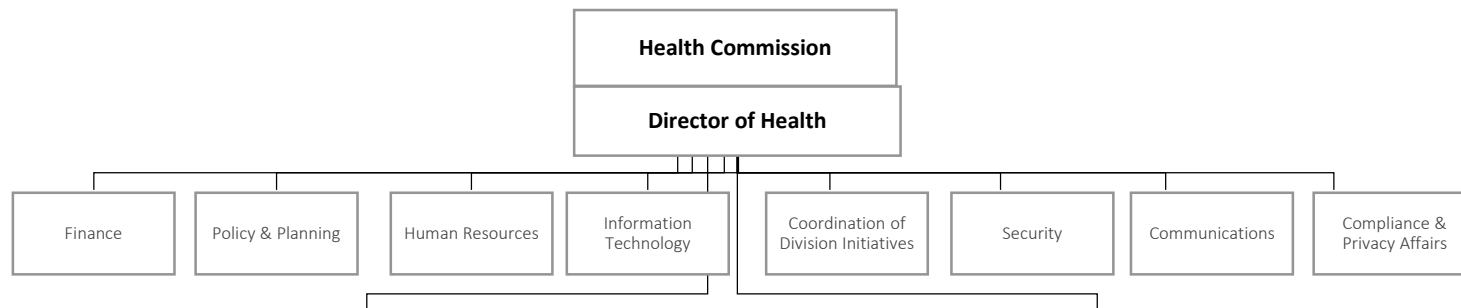 Health Commission
Director of Health
Finance
Policy & Planning
Human Resources
Information
Technology
Coordination of
Division Initiatives
Security
Communications
Compliance &
Privacy Affairs